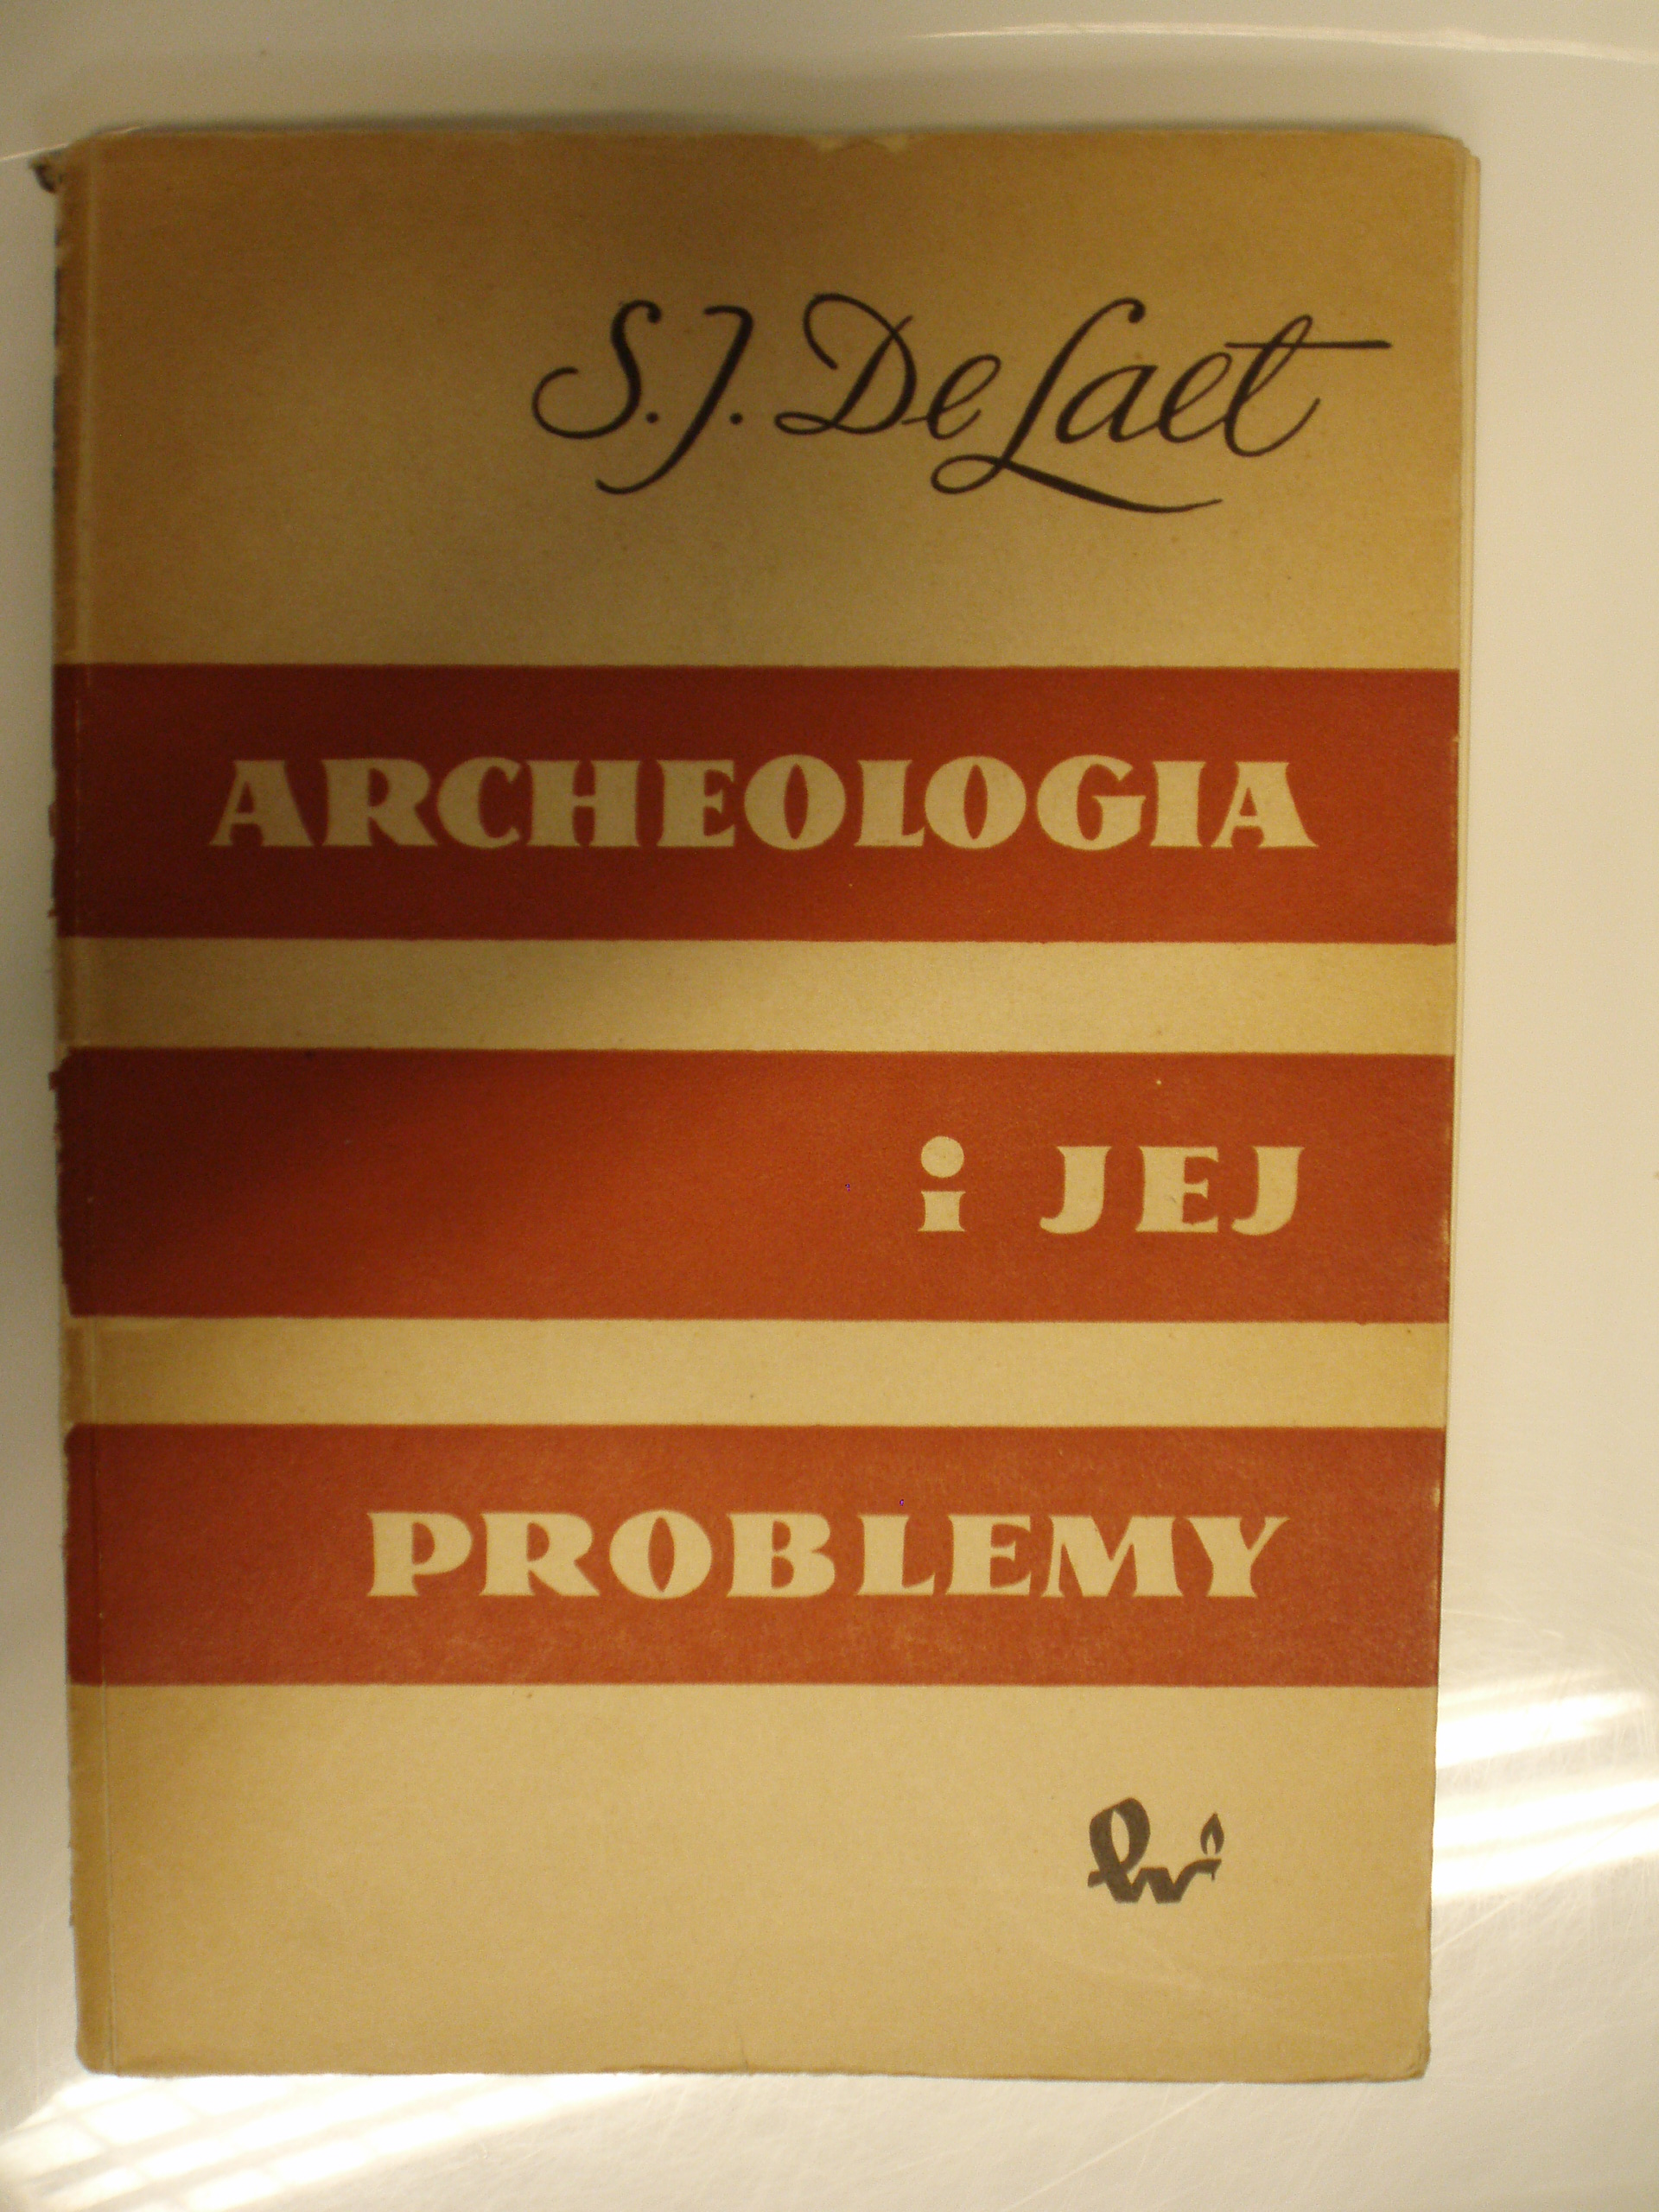 S. J. De Laet
ARCHEOLOGIA
i JEJ
PROBLEMY